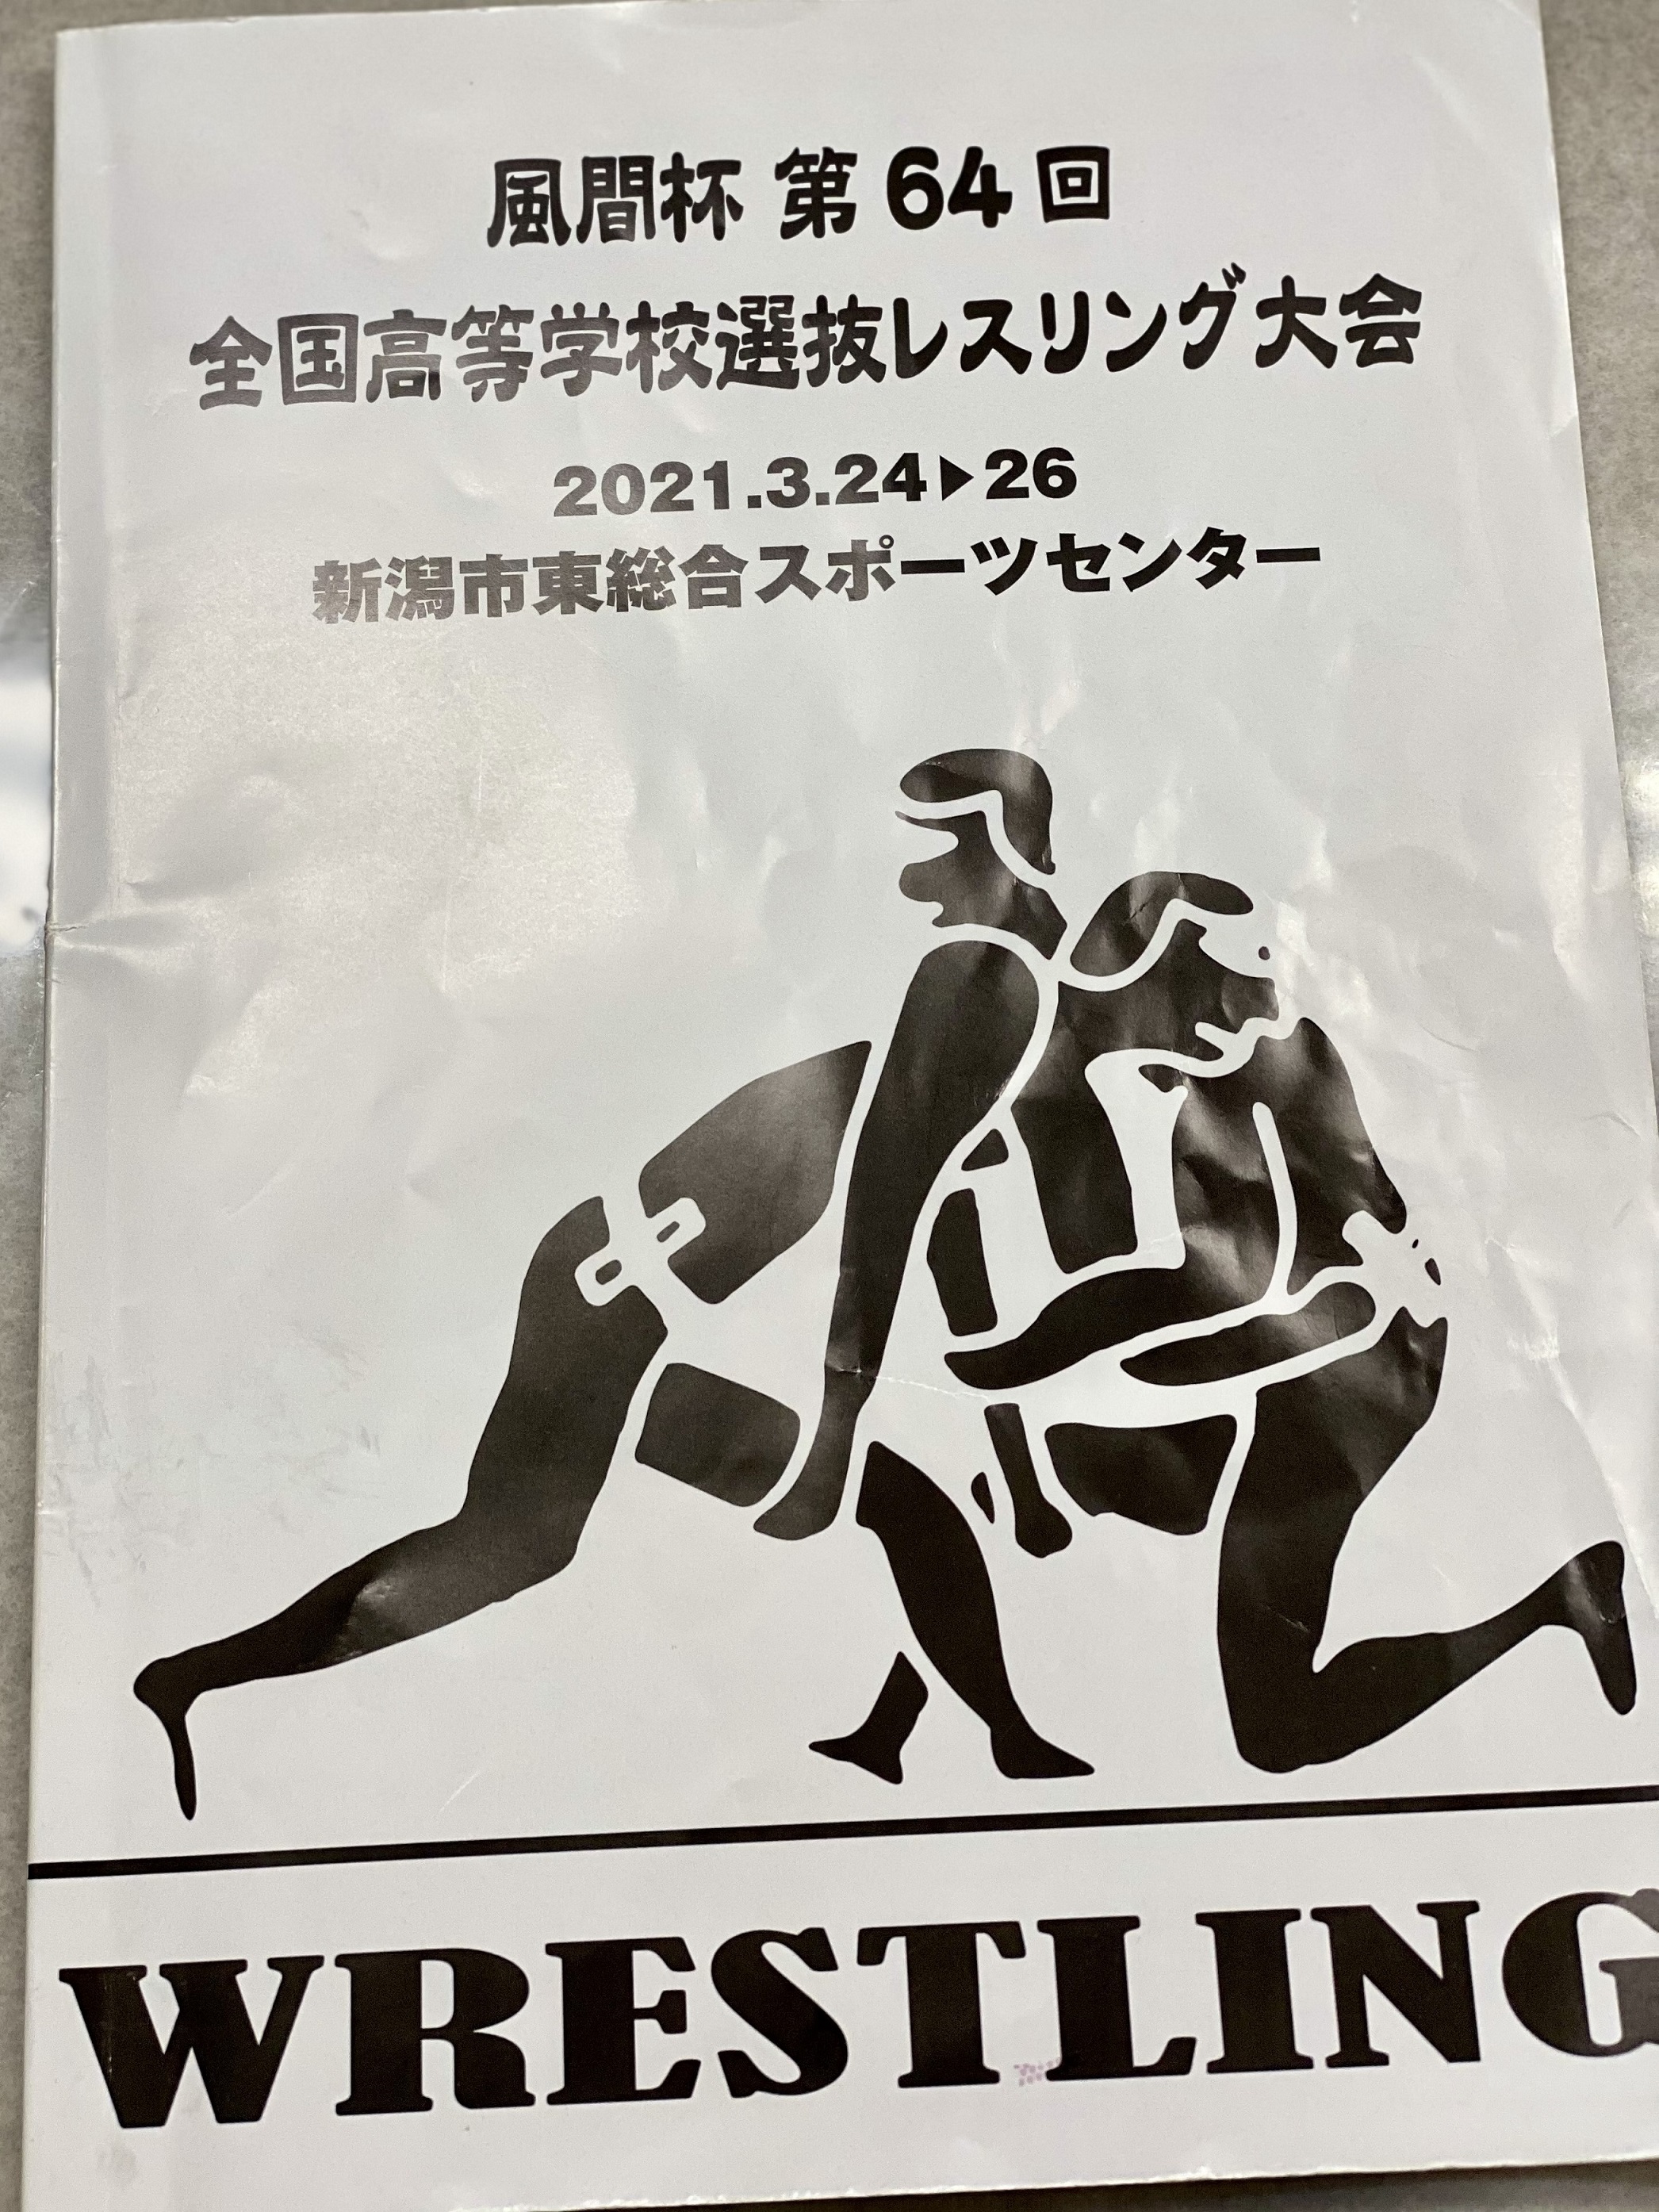 風間杯 第64回
全国高等学校選抜レスリング大会
2021.3.24▶26
新潟市東総合スポーツセンター
WRESTLING